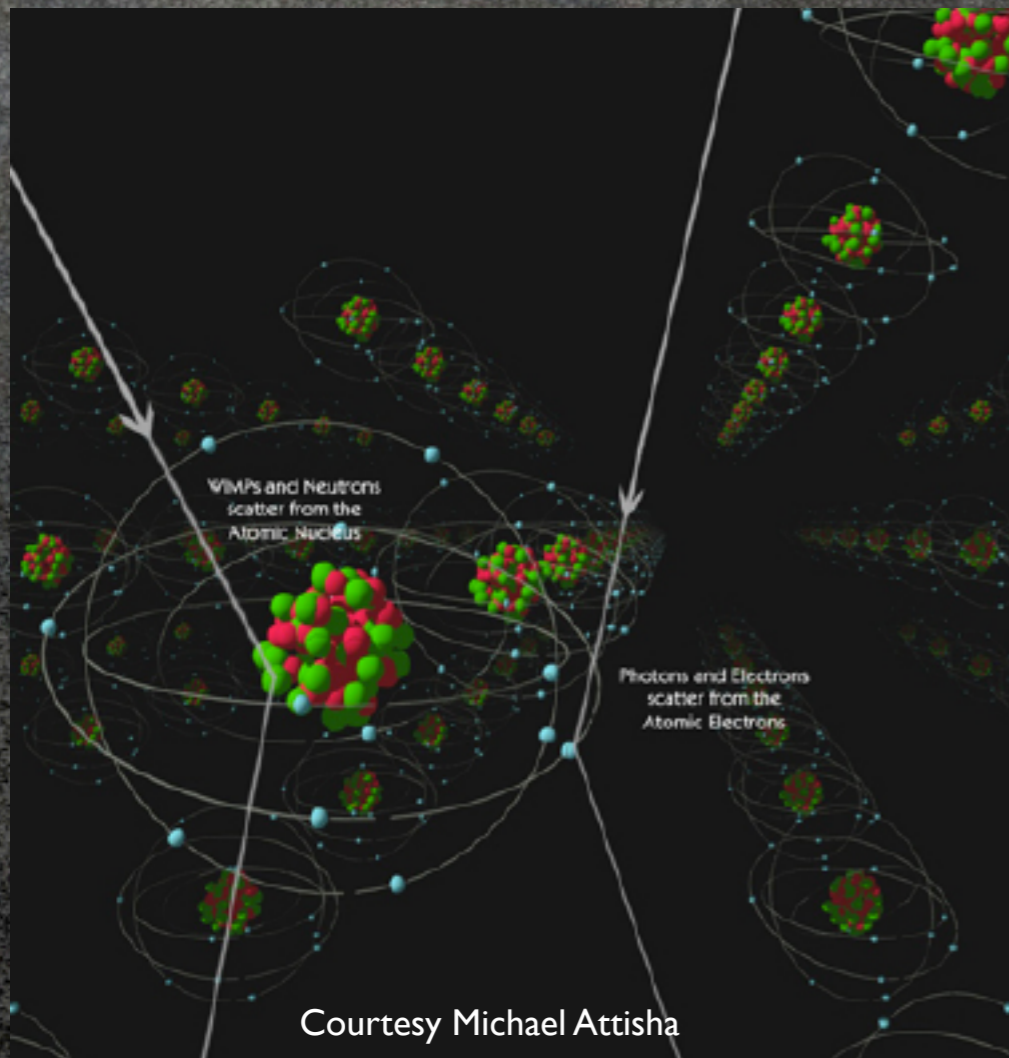 WIMPs and Neutrons
scatter from the
Atomic Nucleus
Photons and Electrons
scatter from the
Atomic Electrons
Courtesy Michael Attisha